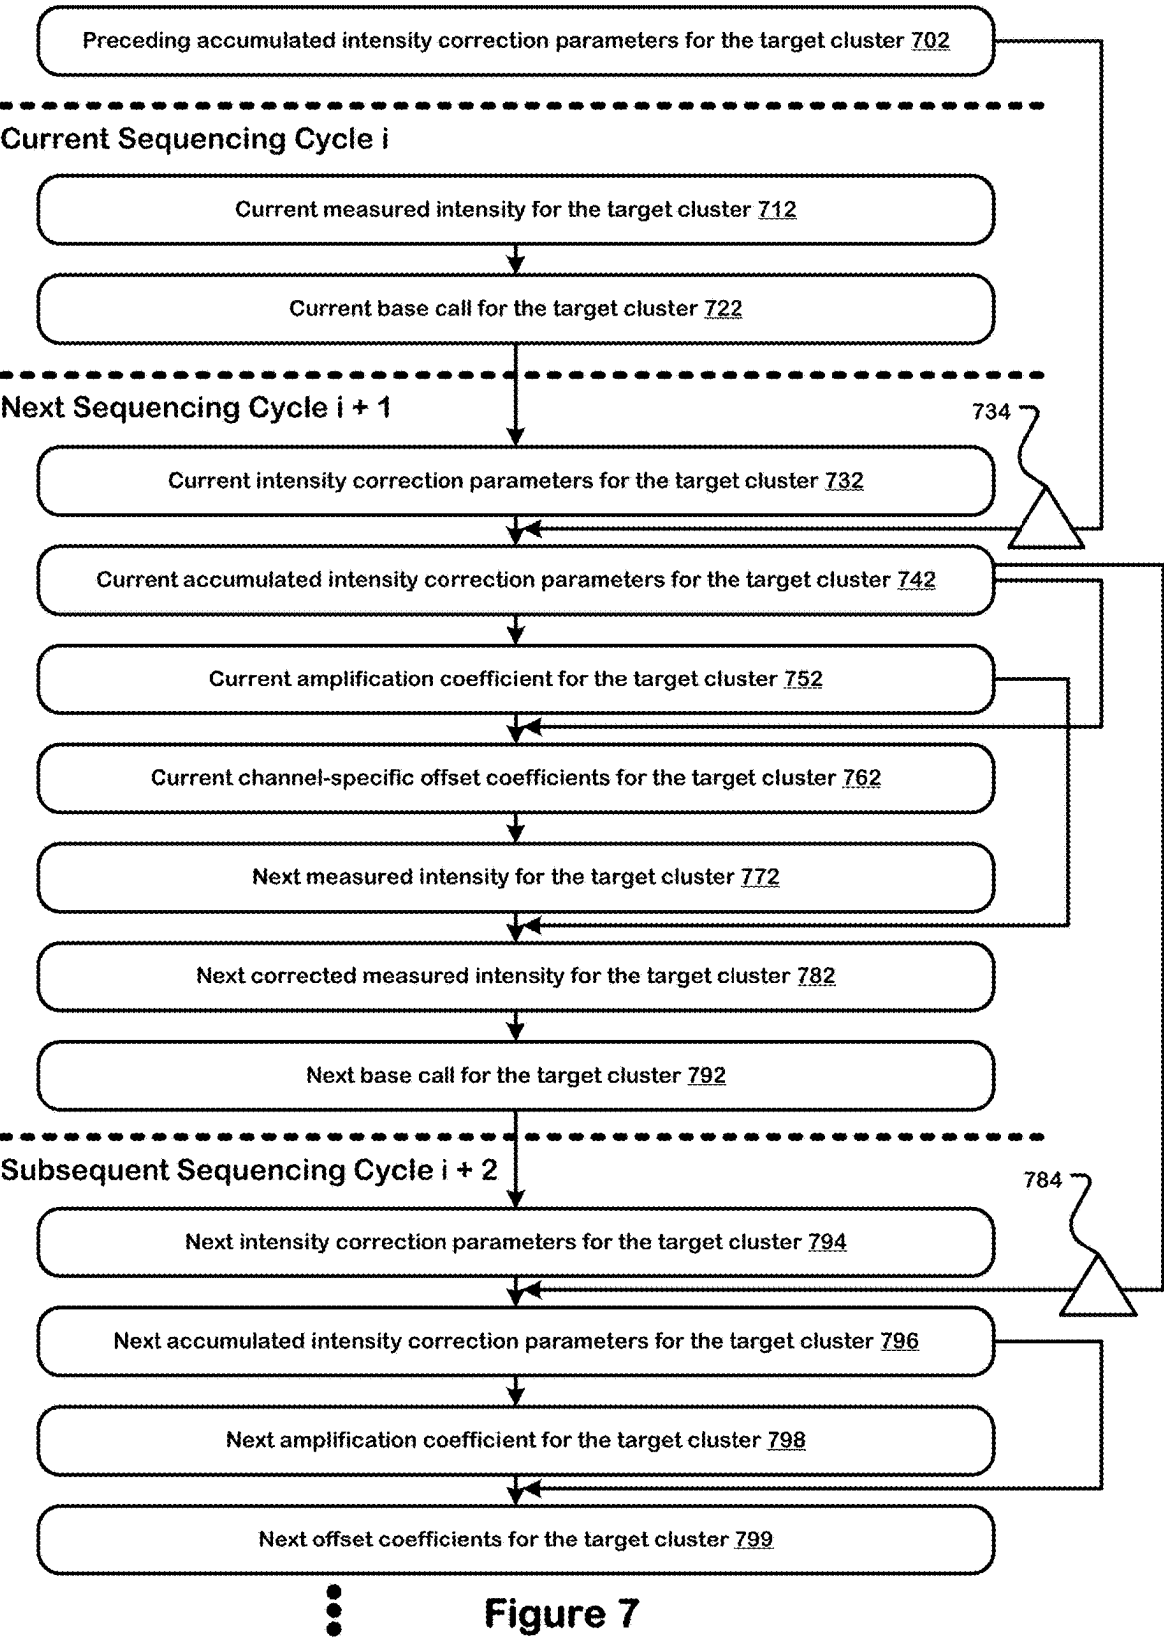 Preceding accumulated intensity correction parameters for the target cluster 702
Current Sequencing Cycle i
Current measured intensity for the target cluster 712
Current base call for the target cluster 722
Next Sequencing Cycle i + 1
734
Current intensity correction parameters for the target cluster 732
Current accumulated intensity correction parameters for the target cluster 742
Current amplification coefficient for the target cluster 752
Current channel-specific offset coefficients for the target cluster 762
Next measured intensity for the target cluster 772
Next corrected measured intensity for the target cluster 782
Next base call for the target cluster 792
Subsequent Sequencing Cycle i + 2
784
Next intensity correction parameters for the target cluster 794
Next accumulated intensity correction parameters for the target cluster 796
Next amplification coefficient for the target cluster 798
Next offset coefficients for the target cluster 799
Figure 7